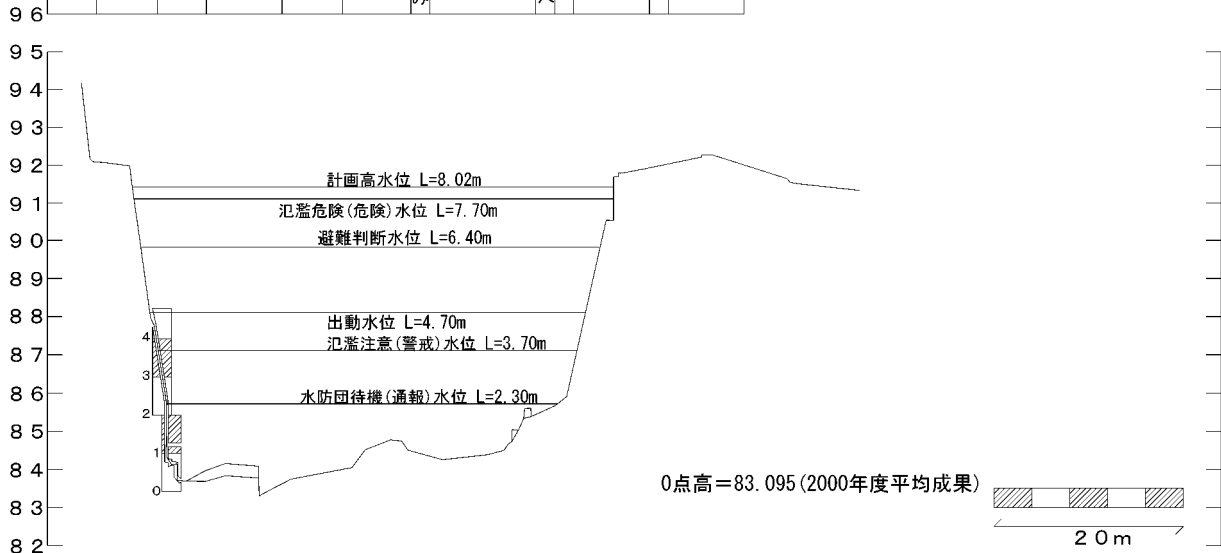 96
95
94
93
92
91
90
89
88
87
86
85
84
83
82
計画高水位 L=8.02m
氾濫危険(危険)水位 L=7.70m
避難判断水位 L=6.40m
出動水位 L=4.70m
氾濫注意(警戒)水位 L=3.70m
水防団待機(通報)水位 L=2.30m
4
3
2
1
0
0点高=83.095(2000年度平均成果)
20m